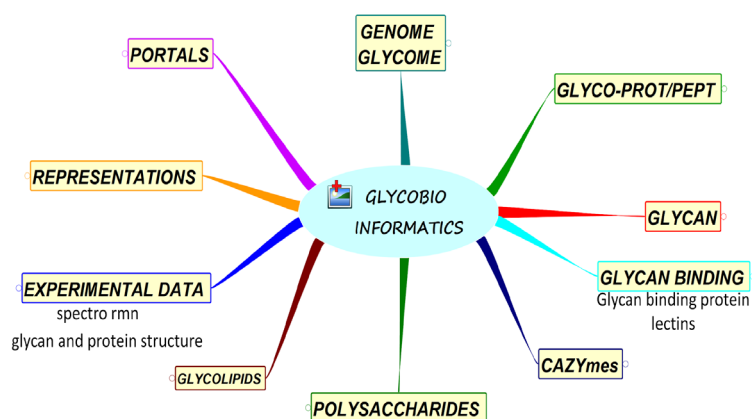 GENOME
GLYCOME
PORTALS
GLYCO-PROT/PEPT
REPRESENTATIONS
GLYCOBIO
INFORMATICS
GLYCAN
EXPERIMENTAL DATA
spectro rmn
glycan and protein structure
GLYCAN BINDING
Glycan binding protein
lectins
GLYCOLIPIDS
CAZYmes
POLYSACCHARIDES